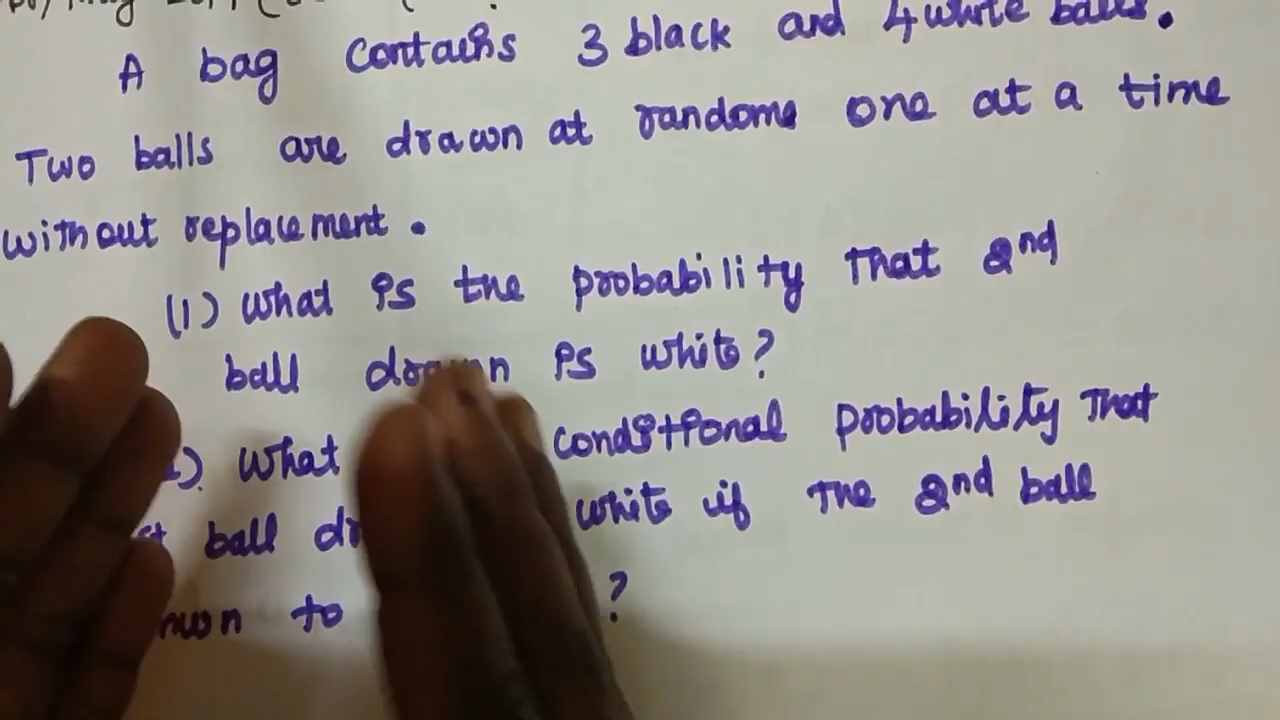 A bag contains 3 black and 4 white balls.
Two balls are drawn at randome one at a time
without replacement.
(1) what is the probability that 2nd
ball drawn is white?
what conditional probability that
ball white if the 2nd ball
to ?